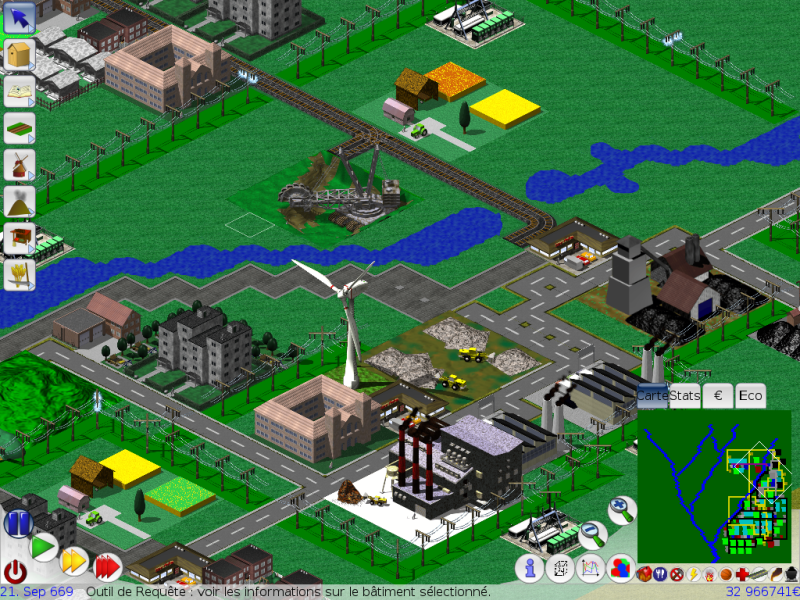 Carte Stats € Eco
21. Sep 669 Outil de Requête : voir les informations sur le bâtiment sélectionné. 32 966741€